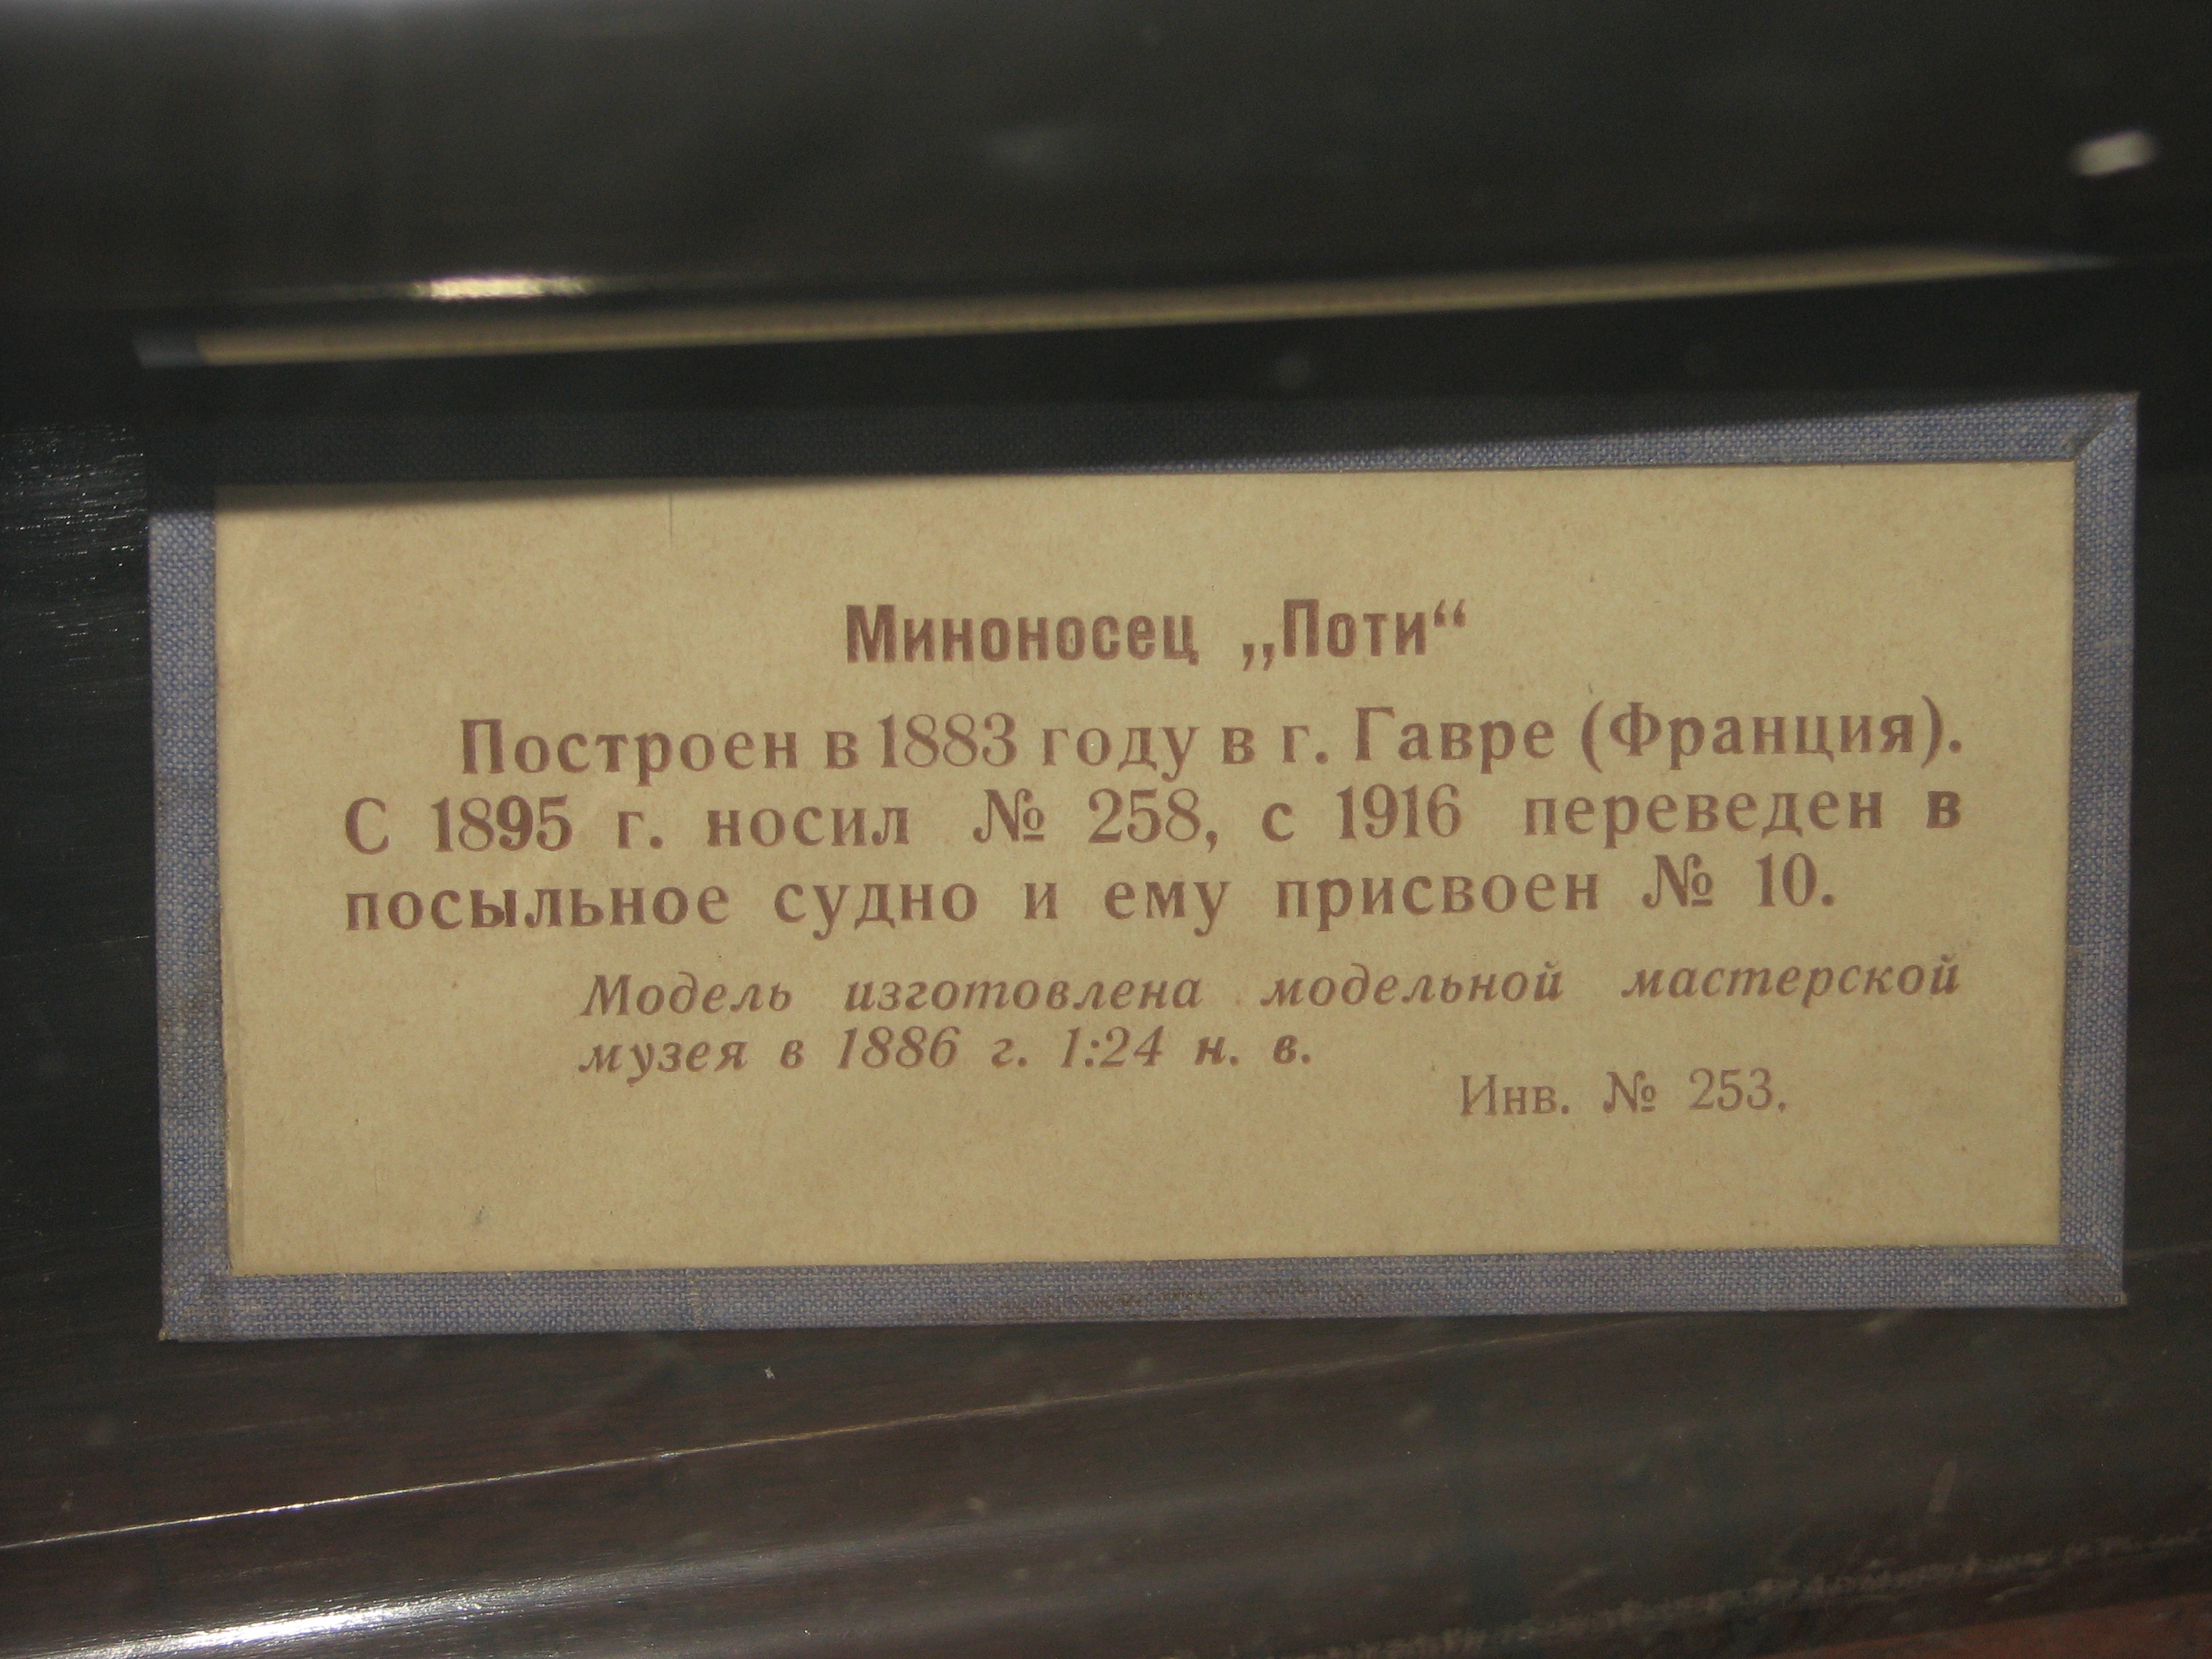 Миноносец „Поти“
Построен в 1883 году в г. Гавре (Франция).
С 1895 г. носил № 258, с 1916 переведен в
посыльное судно и ему присвоен № 10.
Модель изготовлена модельной мастерской
музея в 1886 г. 1:24 н. в.
Инв. № 253.